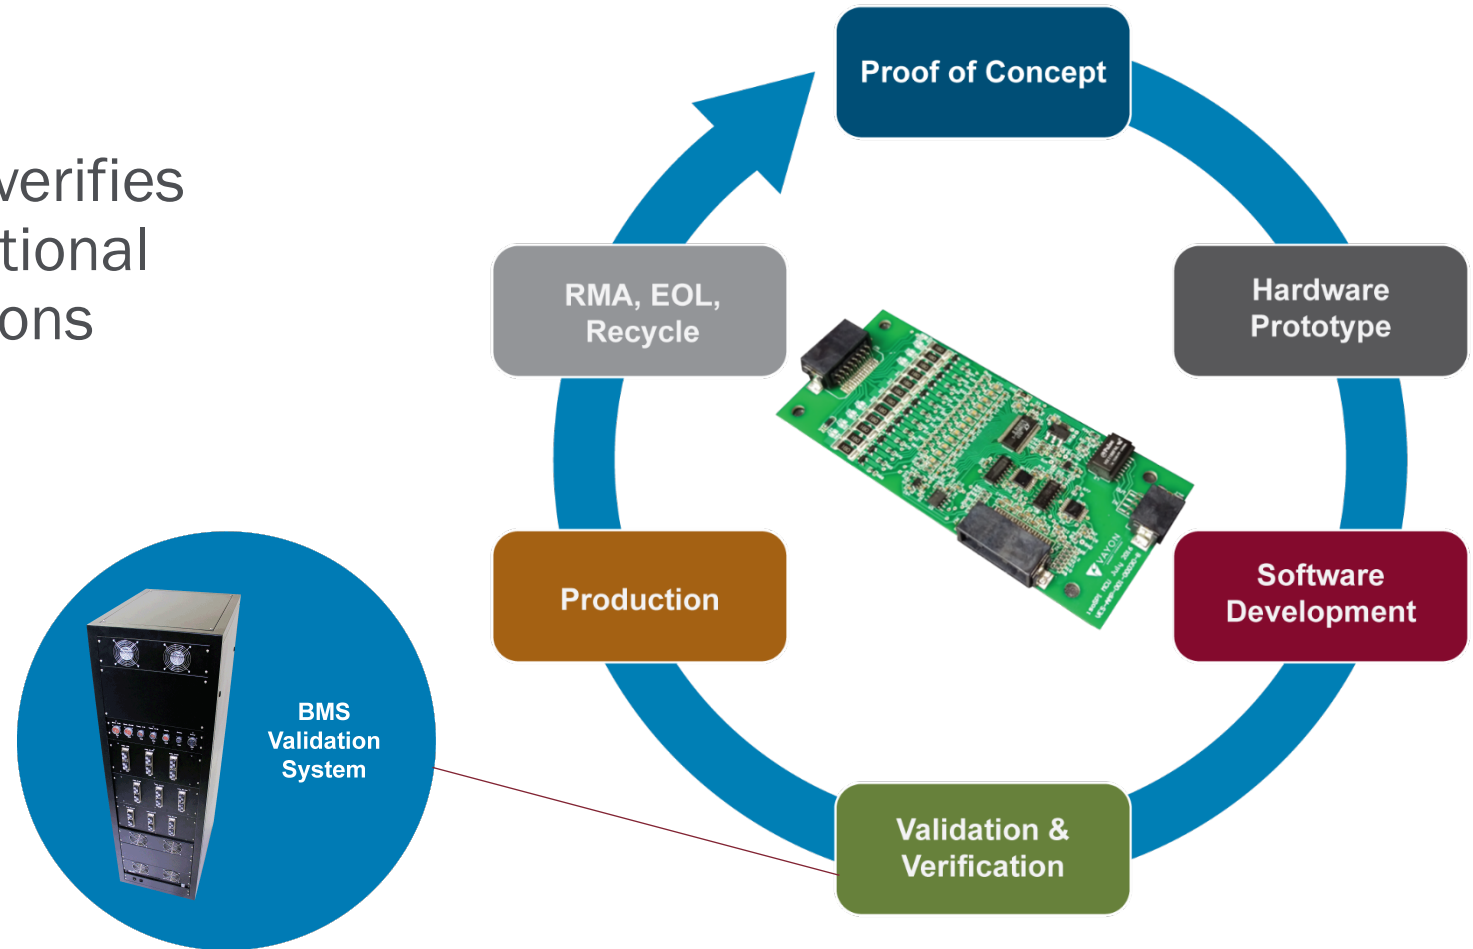 verifies
tional
ons
Proof of Concept
Hardware
Prototype
Software
Development
Validation &
Verification
Production
RMA, EOL,
Recycle
BMS
Validation
System
VAYON